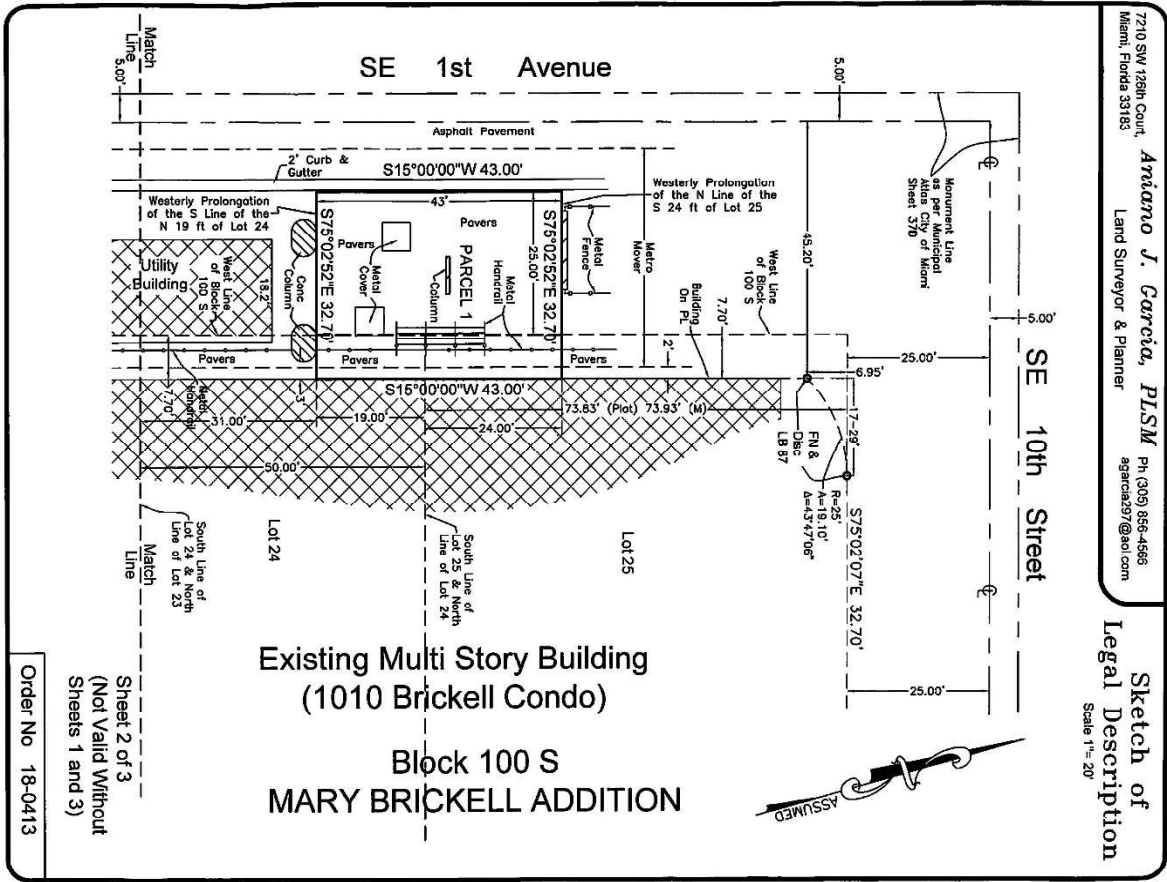 7210 SW 126th Court,
Miami, Florida 33183
Aniano J. Garcia, PLSM
Land Surveyor & Planner
Ph (305) 856-4566
agarcia297@aol.com
Sketch of
Legal Description
Scale 1"= 20'
SE 1st Avenue
SE 10th Street
Match
Line
5.00'
5.00'
Asphalt Pavement
2' Curb &
Gutter
S15°00'00"W 43.00'
43'
Westerly Prolongation
of the S Line of the
N 19 ft of Lot 24
Westerly Prolongation
of the N Line of the
S 24 ft of Lot 25
Monument Line
as per Municipal
Atlas City of Miami
Sheet 37D
℄
45.20'
5.00'
25.00'
6.95'
Metal
Fence
Metro
Mover
West Line
of Block
100 S
7.70'
Building
On PL
2'
Utility
Building
West Line
of Block
100 S
18.2'
Conc
Column
S75°02'52"E 32.70'
Pavers
Pavers
Metal
Cover
PARCEL 1
Column
Metal
Handrail
25.00'
S75°02'52"E 32.70'
Pavers
Pavers
Pavers
Metal
Handrail
7.70'
3'
S15°00'00"W 43.00'
31.00'
19.00'
24.00'
73.83' (Plat) 73.93' (M)
50.00'
17.29'
FN &
Disc
LB 87
R=25'
A=19.10'
Δ=43°47'06"
S75°02'07"E 32.70'
℄
25.00'
Lot 24
Lot 25
South Line of
Lot 25 & North
Line of Lot 24
South Line of
Lot 24 & North
Line of Lot 23
Match
Line
Existing Multi Story Building
(1010 Brickell Condo)
Block 100 S
MARY BRICKELL ADDITION
N
ASSUMED
Sheet 2 of 3
(Not Valid Without
Sheets 1 and 3)
Order No 18-0413